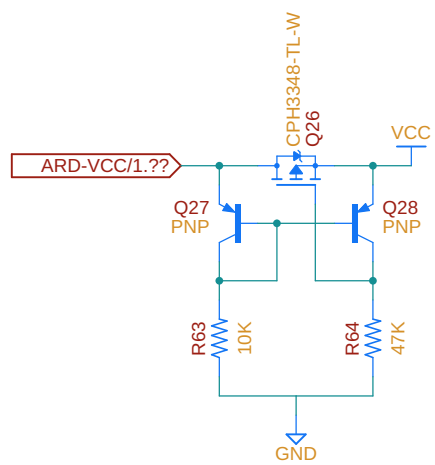 CPH3348-TL-W
Q26
VCC
ARD-VCC/1.??
Q27
PNP
Q28
PNP
R63
10K
R64
47K
GND